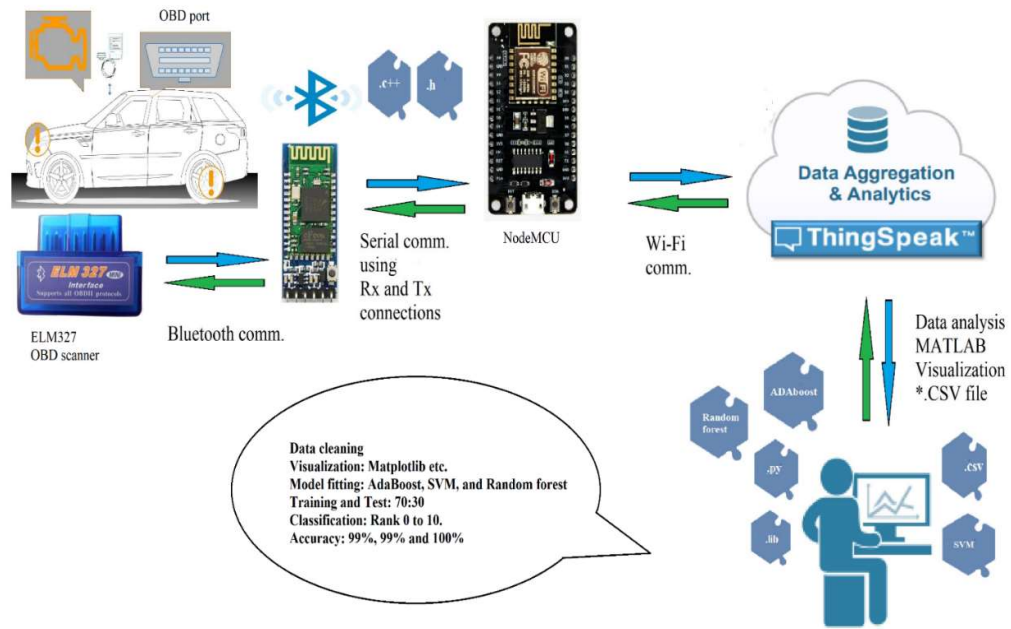 OBD port
.c++
.h
ELM 327
MINI
Interface
Supports all OBDII protocols
ELM327
OBD scanner
Bluetooth comm.
Serial comm.
using
Rx and Tx
connections
WiFi
NodeMCU
Wi-Fi
comm.
Data Aggregation
& Analytics
ThingSpeak™
Data analysis
MATLAB
Visualization
*.CSV file
ADAboost
Random
forest
.py
.csv
.lib
SVM
Data cleaning
Visualization: Matplotlib etc.
Model fitting: AdaBoost, SVM, and Random forest
Training and Test: 70:30
Classification: Rank 0 to 10.
Accuracy: 99%, 99% and 100%